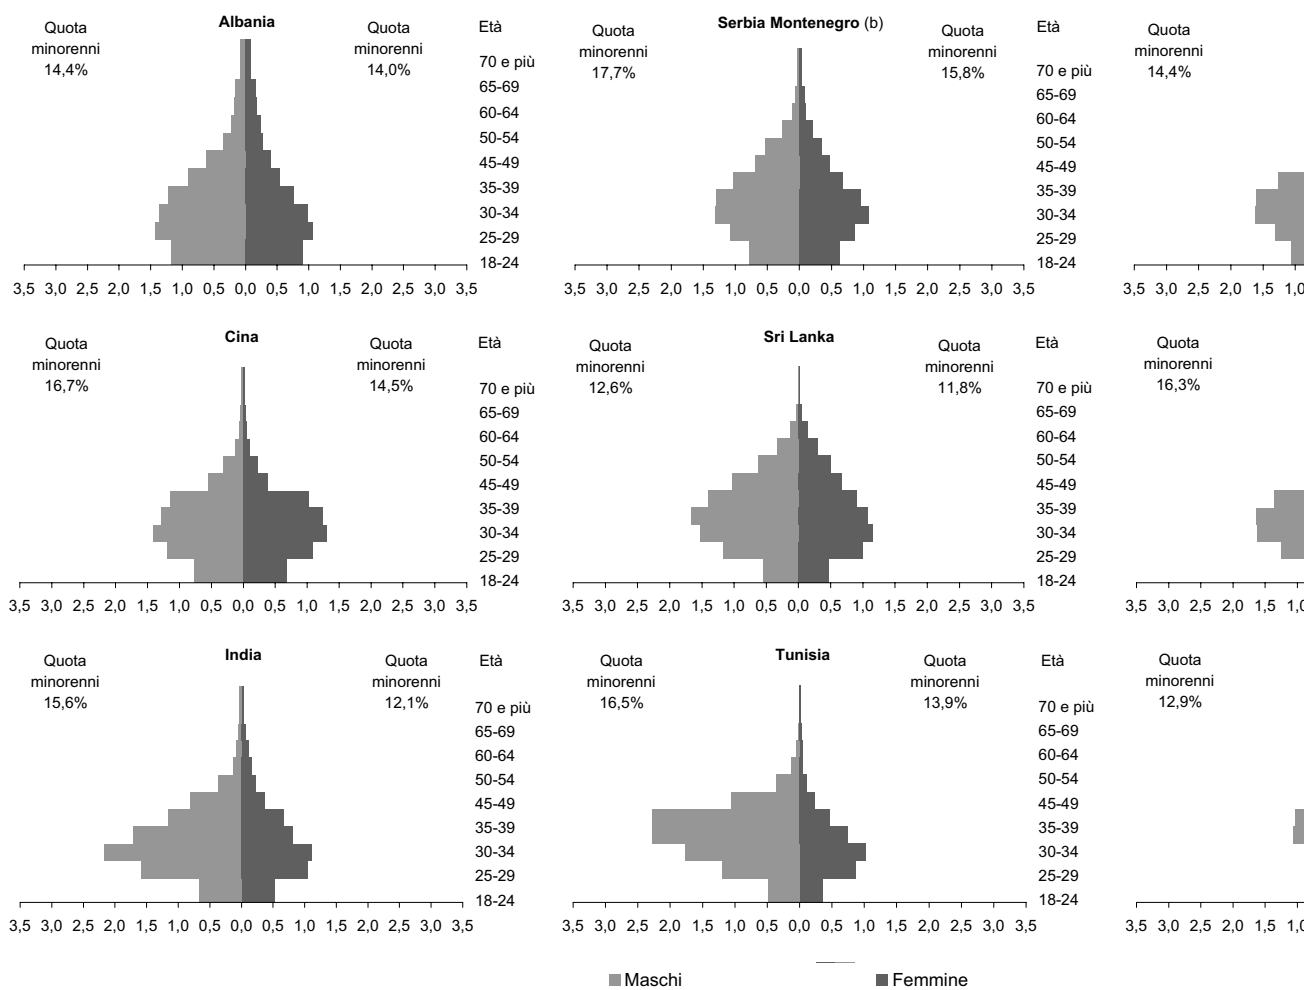 Albania
Quota
minorenni
14,4%
Quota
minorenni
14,0%
Età
70 e più
65-69
60-64
50-54
45-49
35-39
30-34
25-29
18-24
3,5 3,0 2,5 2,0 1,5 1,0 0,5 0,0 0,5 1,0 1,5 2,0 2,5 3,0 3,5
Serbia Montenegro (b)
Quota
minorenni
17,7%
Quota
minorenni
15,8%
Età
70 e più
65-69
60-64
50-54
45-49
35-39
30-34
25-29
18-24
3,5 3,0 2,5 2,0 1,5 1,0 0,5 0,0 0,5 1,0 1,5 2,0 2,5 3,0 3,5
Quota
minorenni
14,4%
3,5 3,0 2,5 2,0 1,5 1,0
Cina
Quota
minorenni
16,7%
Quota
minorenni
14,5%
Età
70 e più
65-69
60-64
50-54
45-49
35-39
30-34
25-29
18-24
3,5 3,0 2,5 2,0 1,5 1,0 0,5 0,0 0,5 1,0 1,5 2,0 2,5 3,0 3,5
Sri Lanka
Quota
minorenni
12,6%
Quota
minorenni
11,8%
Età
70 e più
65-69
60-64
50-54
45-49
35-39
30-34
25-29
18-24
3,5 3,0 2,5 2,0 1,5 1,0 0,5 0,0 0,5 1,0 1,5 2,0 2,5 3,0 3,5
Quota
minorenni
16,3%
3,5 3,0 2,5 2,0 1,5 1,0
India
Quota
minorenni
15,6%
Quota
minorenni
12,1%
Età
70 e più
65-69
60-64
50-54
45-49
35-39
30-34
25-29
18-24
3,5 3,0 2,5 2,0 1,5 1,0 0,5 0,0 0,5 1,0 1,5 2,0 2,5 3,0 3,5
Tunisia
Quota
minorenni
16,5%
Quota
minorenni
13,9%
Età
70 e più
65-69
60-64
50-54
45-49
35-39
30-34
25-29
18-24
3,5 3,0 2,5 2,0 1,5 1,0 0,5 0,0 0,5 1,0 1,5 2,0 2,5 3,0 3,5
Quota
minorenni
12,9%
3,5 3,0 2,5 2,0 1,5 1,0
Maschi
Femmine